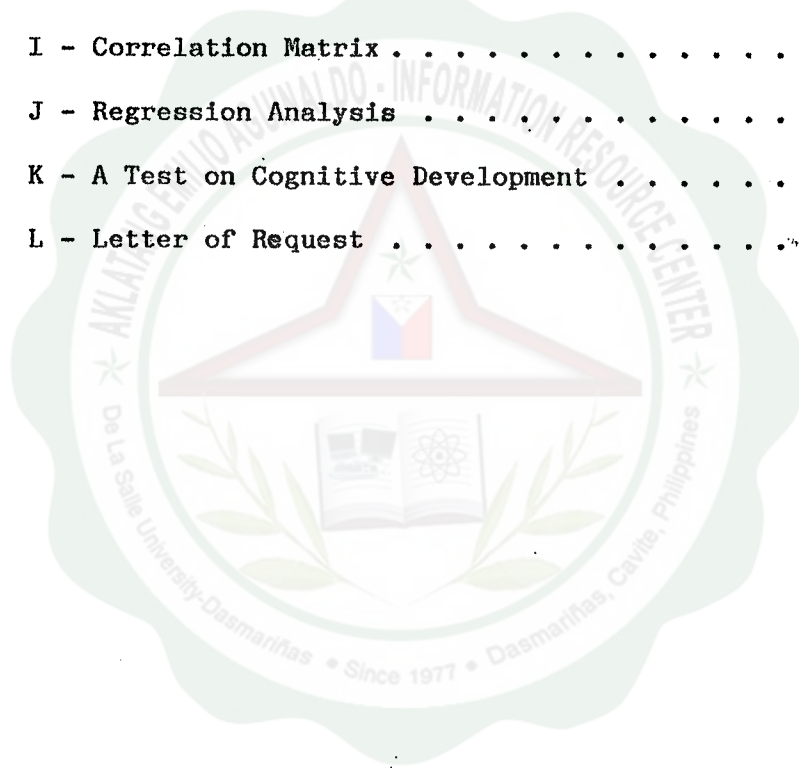 I - Correlation Matrix . . . . . . . . . . . . .
J - Regression Analysis . . . . . . . . . . . .
K - A Test on Cognitive Development . . . . . .
L - Letter of Request . . . . . . . . . . . . .
AKLATANG EMILIO AGUINALDO - INFORMATION RESOURCE CENTER
De La Salle University-Dasmariñas • Since 1977 • Dasmariñas, Cavite, Philippines